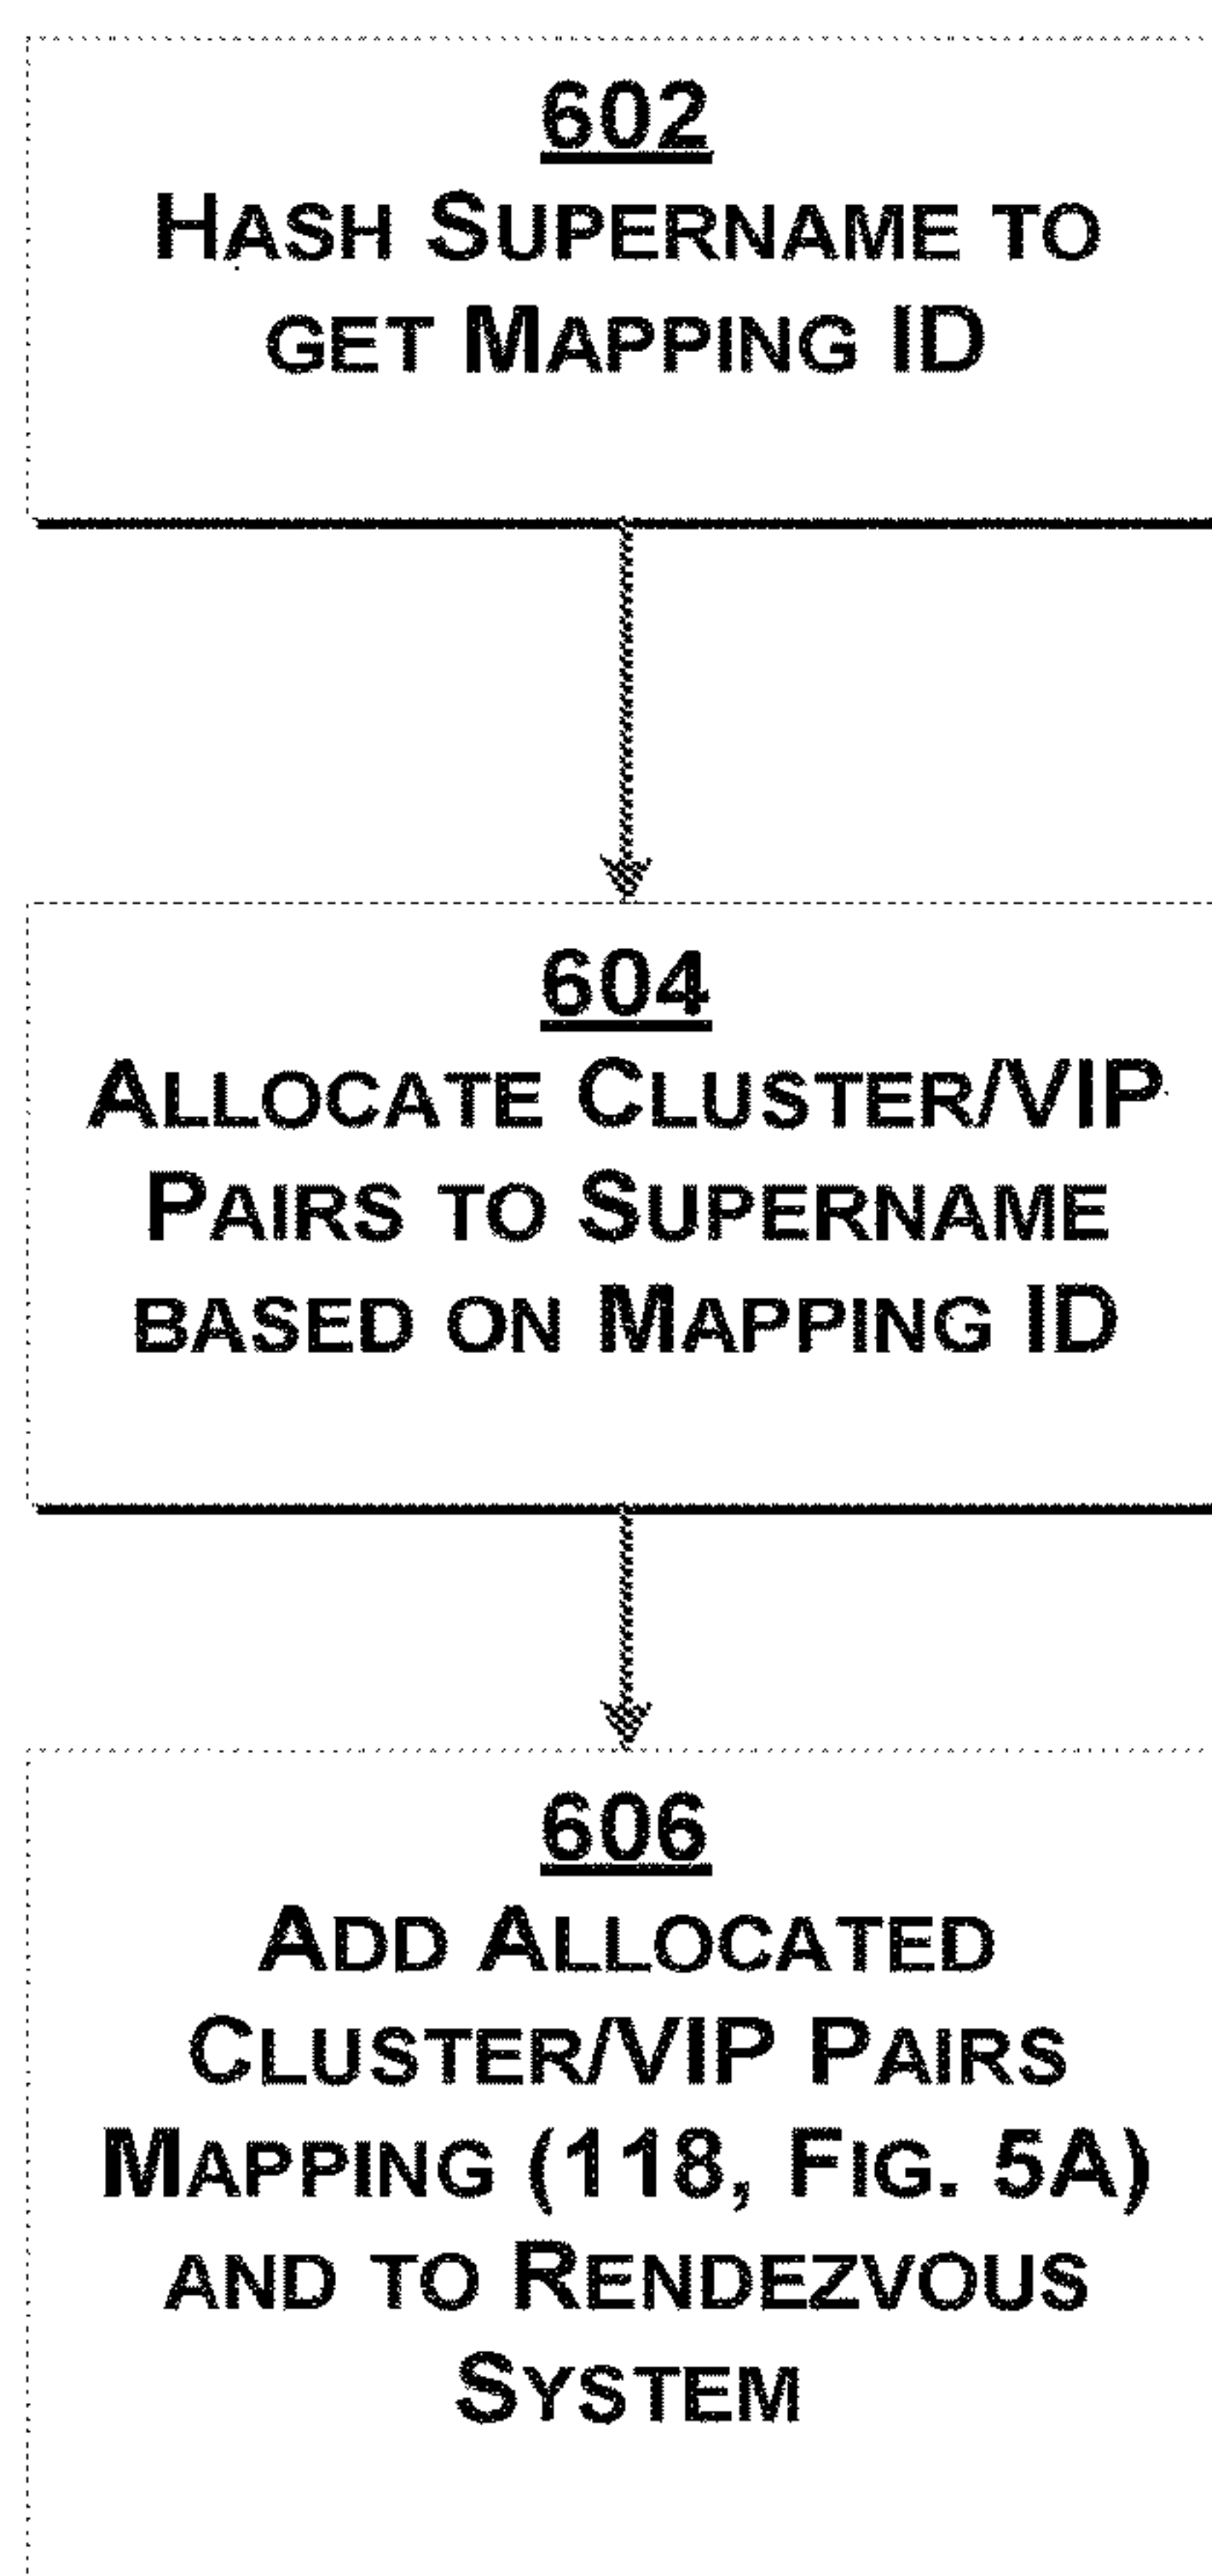 602
HASH SUPERNAME TO
GET MAPPING ID
604
ALLOCATE CLUSTER/VIP
PAIRS TO SUPERNAME
BASED ON MAPPING ID
606
ADD ALLOCATED
CLUSTER/VIP PAIRS
MAPPING (118, FIG. 5A)
AND TO RENDEZVOUS
SYSTEM